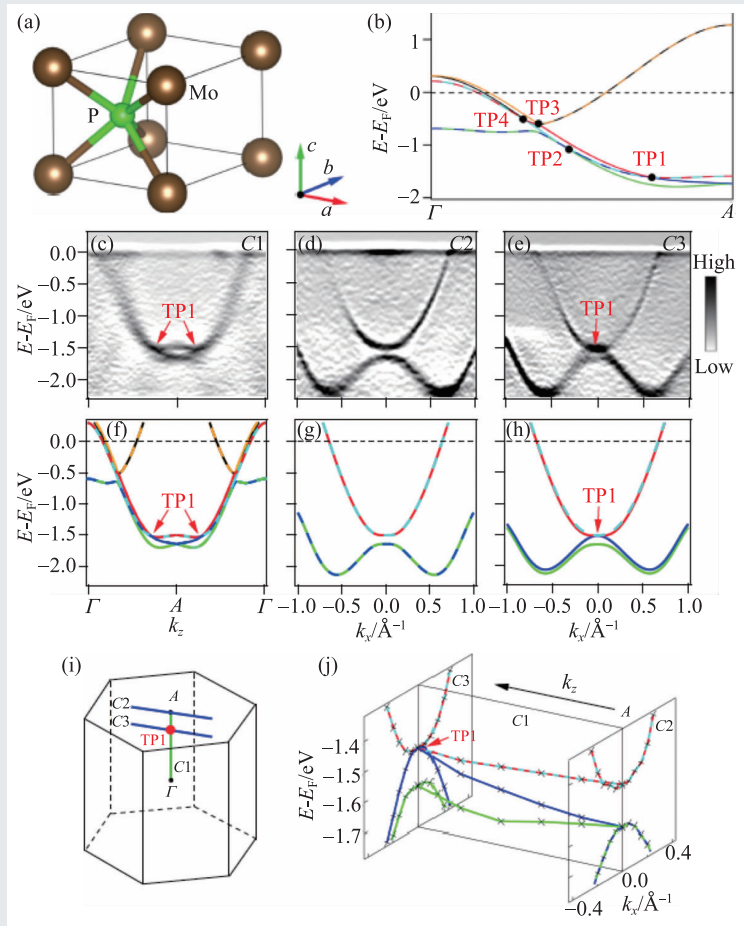 (a)
Mo
P
c
b
a
(b)
E-E_F/eV
1
0
−1
−2
TP3
TP4
TP2
TP1
Γ
A
(c)
C1
(d)
C2
(e)
C3
E-E_F/eV
0.0
−0.5
−1.0
−1.5
−2.0
TP1
TP1
High
Low
(f)
(g)
(h)
E-E_F/eV
0.0
−0.5
−1.0
−1.5
−2.0
TP1
TP1
Γ
A
Γ
k_z
−1.0
−0.5
0.0
0.5
1.0
k_x/Å⁻¹
−1.0
−0.5
0.0
0.5
1.0
k_x/Å⁻¹
(i)
C2
A
C3
TP1
C1
Γ
(j)
k_z
C3
C1
A
C2
TP1
E-E_F/eV
−1.4
−1.5
−1.6
−1.7
0.4
0.0
−0.4
k_x/Å⁻¹